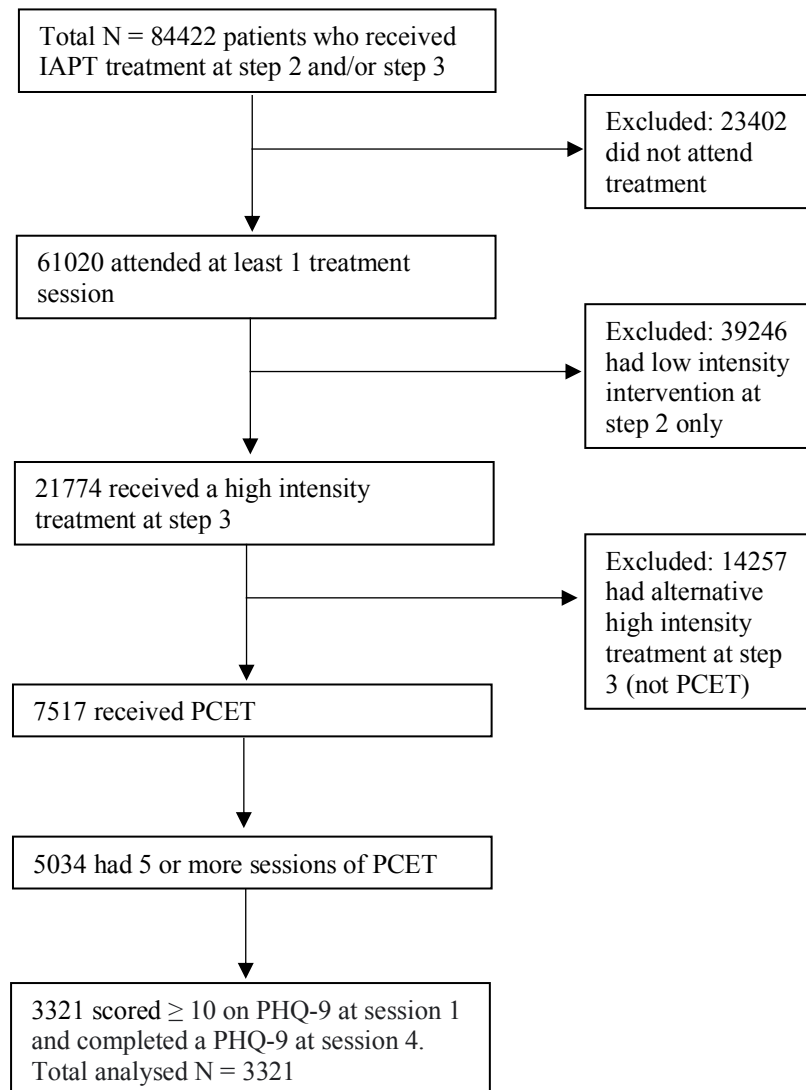 Total N = 84422 patients who received
IAPT treatment at step 2 and/or step 3
Excluded: 23402
did not attend
treatment
61020 attended at least 1 treatment
session
Excluded: 39246
had low intensity
intervention at
step 2 only
21774 received a high intensity
treatment at step 3
Excluded: 14257
had alternative
high intensity
treatment at step
3 (not PCET)
7517 received PCET
5034 had 5 or more sessions of PCET
3321 scored ≥ 10 on PHQ-9 at session 1
and completed a PHQ-9 at session 4.
Total analysed N = 3321